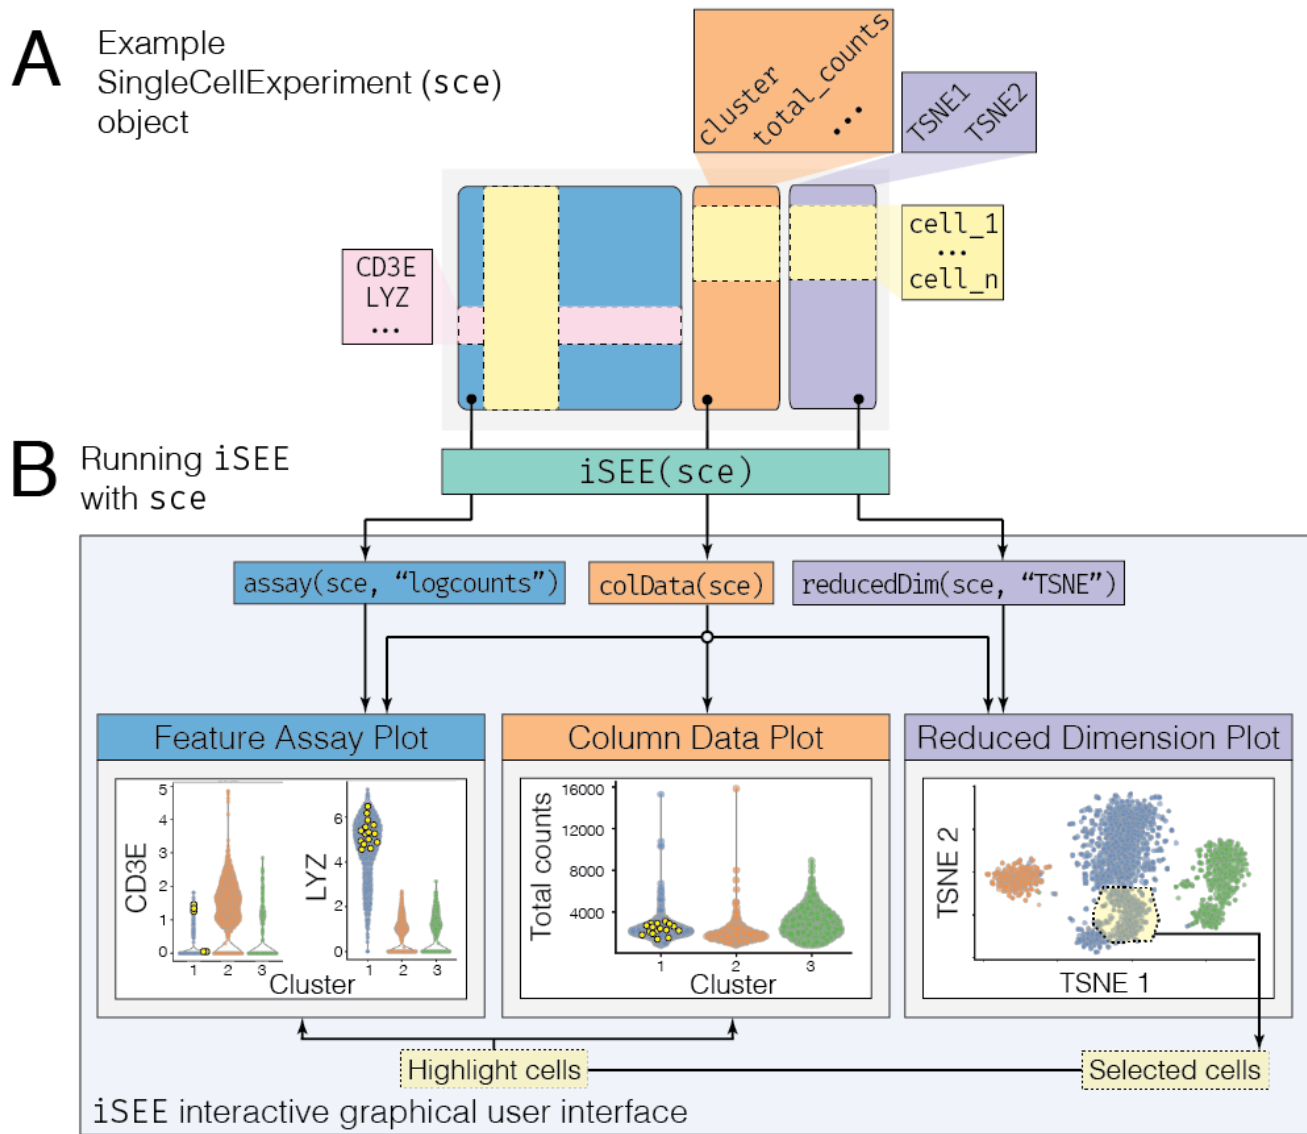 A
Example
SingleCellExperiment (sce)
object
cluster
total_counts
...
TSNE1
TSNE2
CD3E
LYZ
...
cell_1
...
cell_n
B
Running iSEE
with sce
iSEE(sce)
assay(sce, “logcounts”)
colData(sce)
reducedDim(sce, “TSNE”)
Feature Assay Plot
CD3E
5
4
3
2
1
0
1 2 3
LYZ
6
4
2
0
1 2 3
Cluster
Column Data Plot
Total counts
16000
12000
8000
4000
1 2 3
Cluster
Reduced Dimension Plot
TSNE 2
TSNE 1
Highlight cells
Selected cells
iSEE interactive graphical user interface